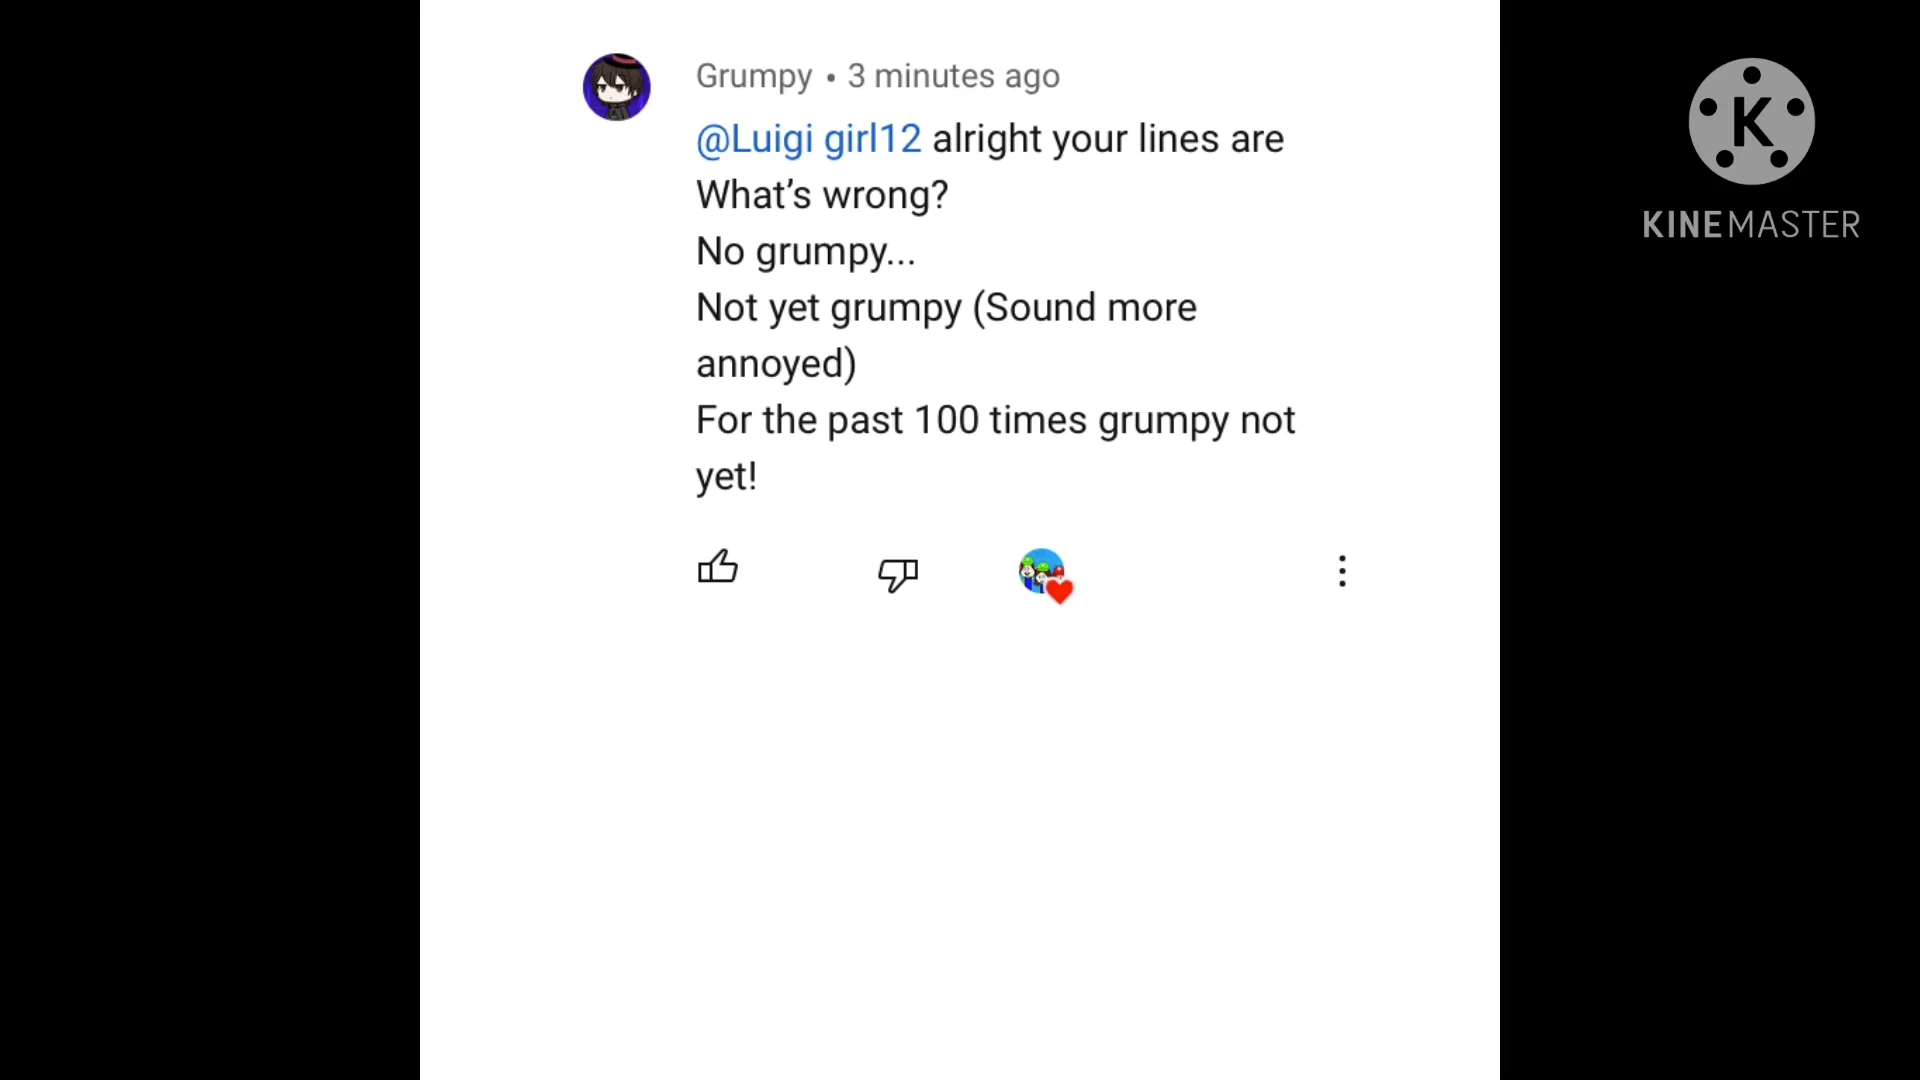 Grumpy • 3 minutes ago
@Luigi girl12 alright your lines are
What’s wrong?
No grumpy...
Not yet grumpy (Sound more
annoyed)
For the past 100 times grumpy not
yet!
K
KINEMASTER